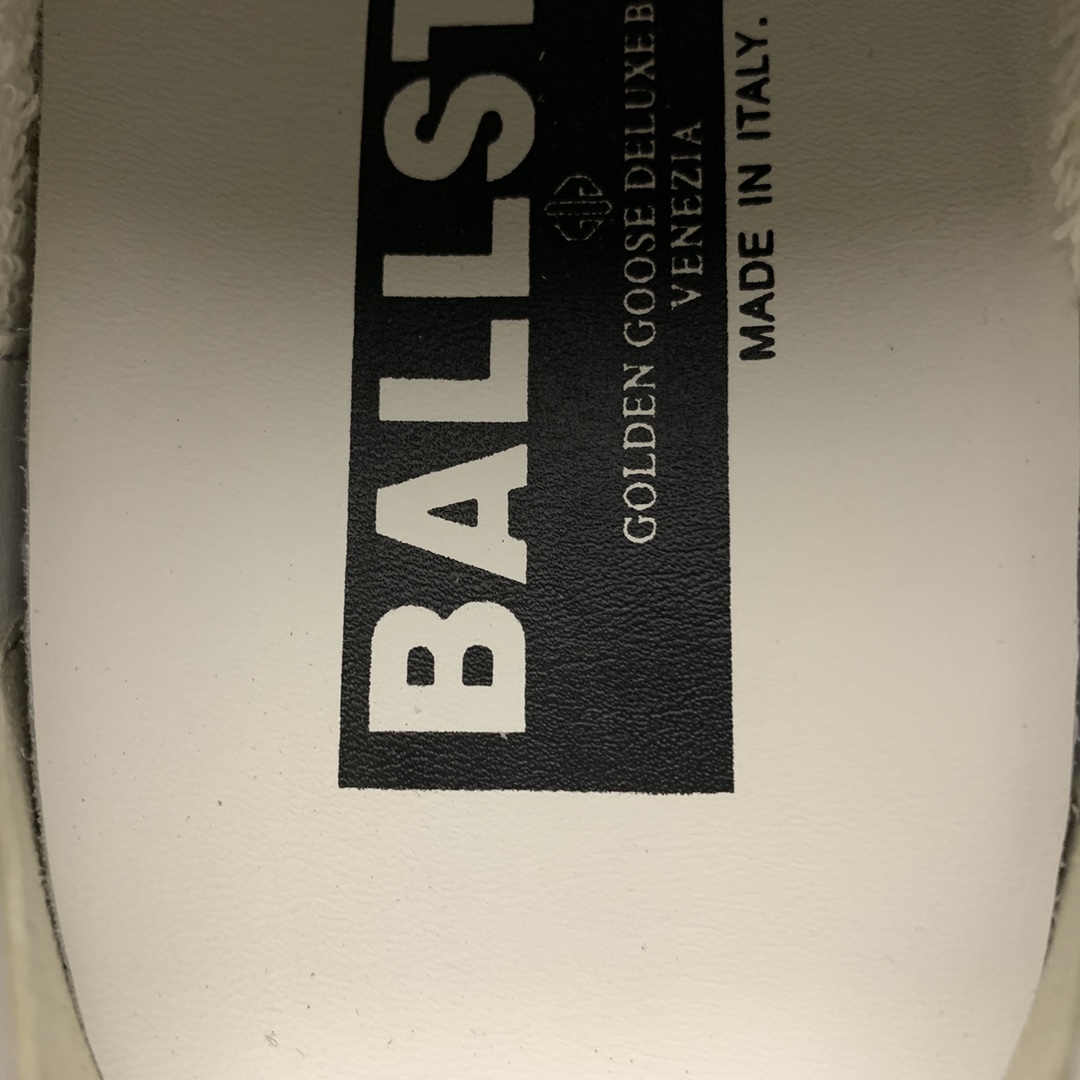 BALLST
GOLDEN GOOSE DELUXE B
VENEZIA
MADE IN ITALY.